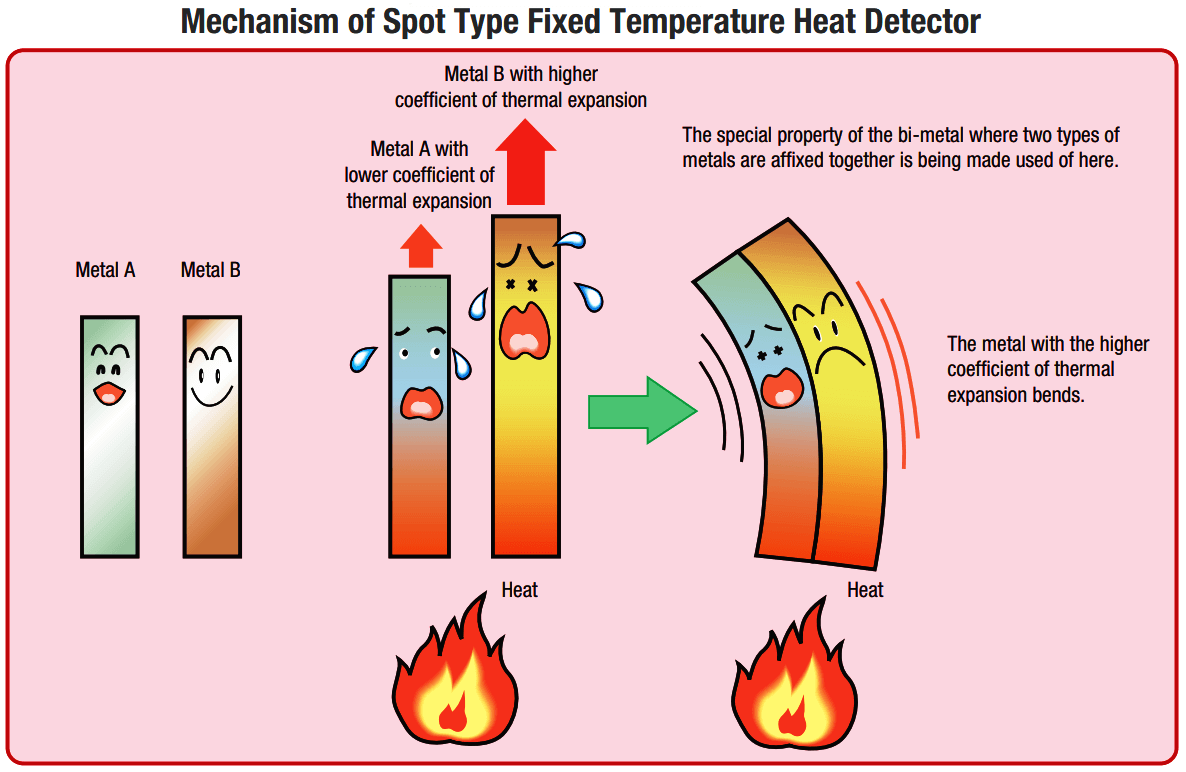 Mechanism of Spot Type Fixed Temperature Heat Detector
Metal B with higher
coefficient of thermal expansion
Metal A with
lower coefficient of
thermal expansion
The special property of the bi-metal where two types of
metals are affixed together is being made used of here.
Metal A
Metal B
The metal with the higher
coefficient of thermal
expansion bends.
Heat
Heat